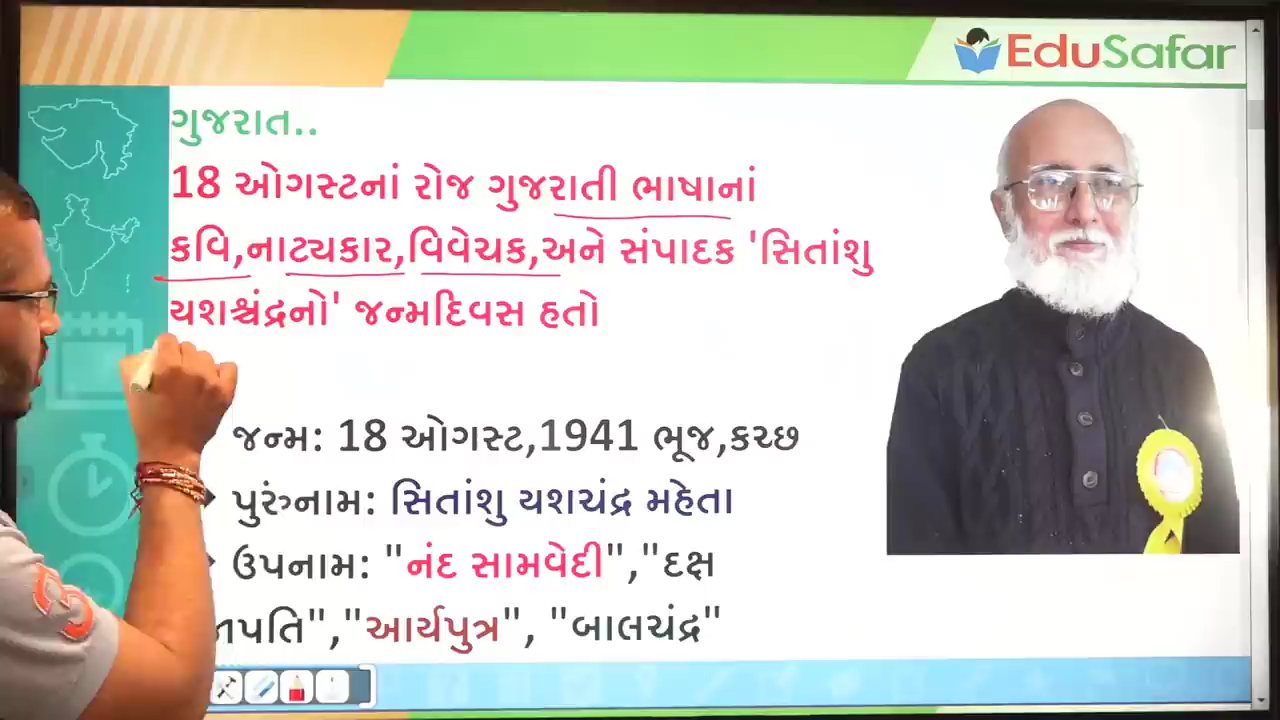 EduSafar
ગુજરાત..
18 ઓગસ્ટનાં રોજ ગુજરાતી ભાષાનાં
કવિ,નાટ્યકાર,વિવેચક,અને સંપાદક 'સિતાંશુ
યશશ્ચંદ્રનો' જન્મદિવસ હતો
જન્મ: 18 ઓગસ્ટ,1941 ભૂજ,કચ્છ
પુરુંનામ: સિતાંશુ યશચંદ્ર મહેતા
ઉપનામ: "નંદ સામવેદી","દક્ષ
"આર્યપુત્ર", "બાલચંદ્ર"